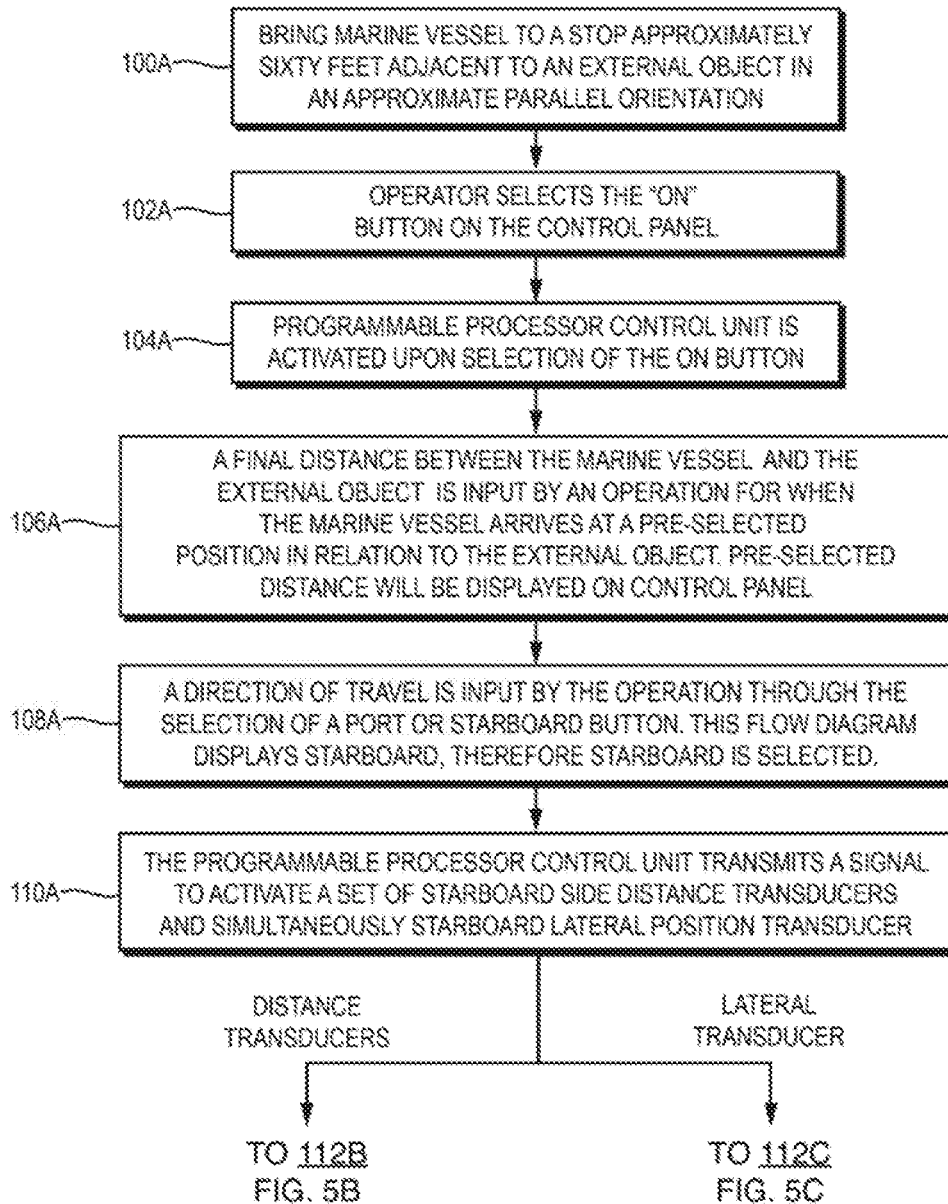 100A
BRING MARINE VESSEL TO A STOP APPROXIMATELY
SIXTY FEET ADJACENT TO AN EXTERNAL OBJECT IN
AN APPROXIMATE PARALLEL ORIENTATION
102A
OPERATOR SELECTS THE "ON"
BUTTON ON THE CONTROL PANEL
104A
PROGRAMMABLE PROCESSOR CONTROL UNIT IS
ACTIVATED UPON SELECTION OF THE ON BUTTON
106A
A FINAL DISTANCE BETWEEN THE MARINE VESSEL AND THE
EXTERNAL OBJECT IS INPUT BY AN OPERATION FOR WHEN
THE MARINE VESSEL ARRIVES AT A PRE-SELECTED
POSITION IN RELATION TO THE EXTERNAL OBJECT. PRE-SELECTED
DISTANCE WILL BE DISPLAYED ON CONTROL PANEL
108A
A DIRECTION OF TRAVEL IS INPUT BY THE OPERATION THROUGH THE
SELECTION OF A PORT OR STARBOARD BUTTON. THIS FLOW DIAGRAM
DISPLAYS STARBOARD, THEREFORE STARBOARD IS SELECTED.
110A
THE PROGRAMMABLE PROCESSOR CONTROL UNIT TRANSMITS A SIGNAL
TO ACTIVATE A SET OF STARBOARD SIDE DISTANCE TRANSDUCERS
AND SIMULTANEOUSLY STARBOARD LATERAL POSITION TRANSDUCER
DISTANCE
TRANSDUCERS
LATERAL
TRANSDUCER
TO 112B
FIG. 5B
TO 112C
FIG. 5C